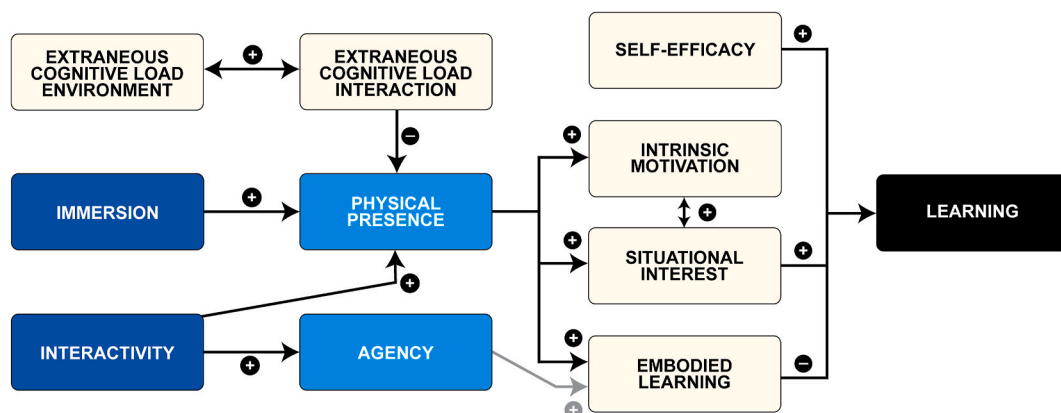 EXTRANEOUS
COGNITIVE LOAD
ENVIRONMENT
+
EXTRANEOUS
COGNITIVE LOAD
INTERACTION
SELF-EFFICACY
+
−
+
INTRINSIC
MOTIVATION
IMMERSION
+
PHYSICAL
PRESENCE
+
LEARNING
+
SITUATIONAL
INTEREST
+
+
INTERACTIVITY
+
AGENCY
+
EMBODIED
LEARNING
−
+